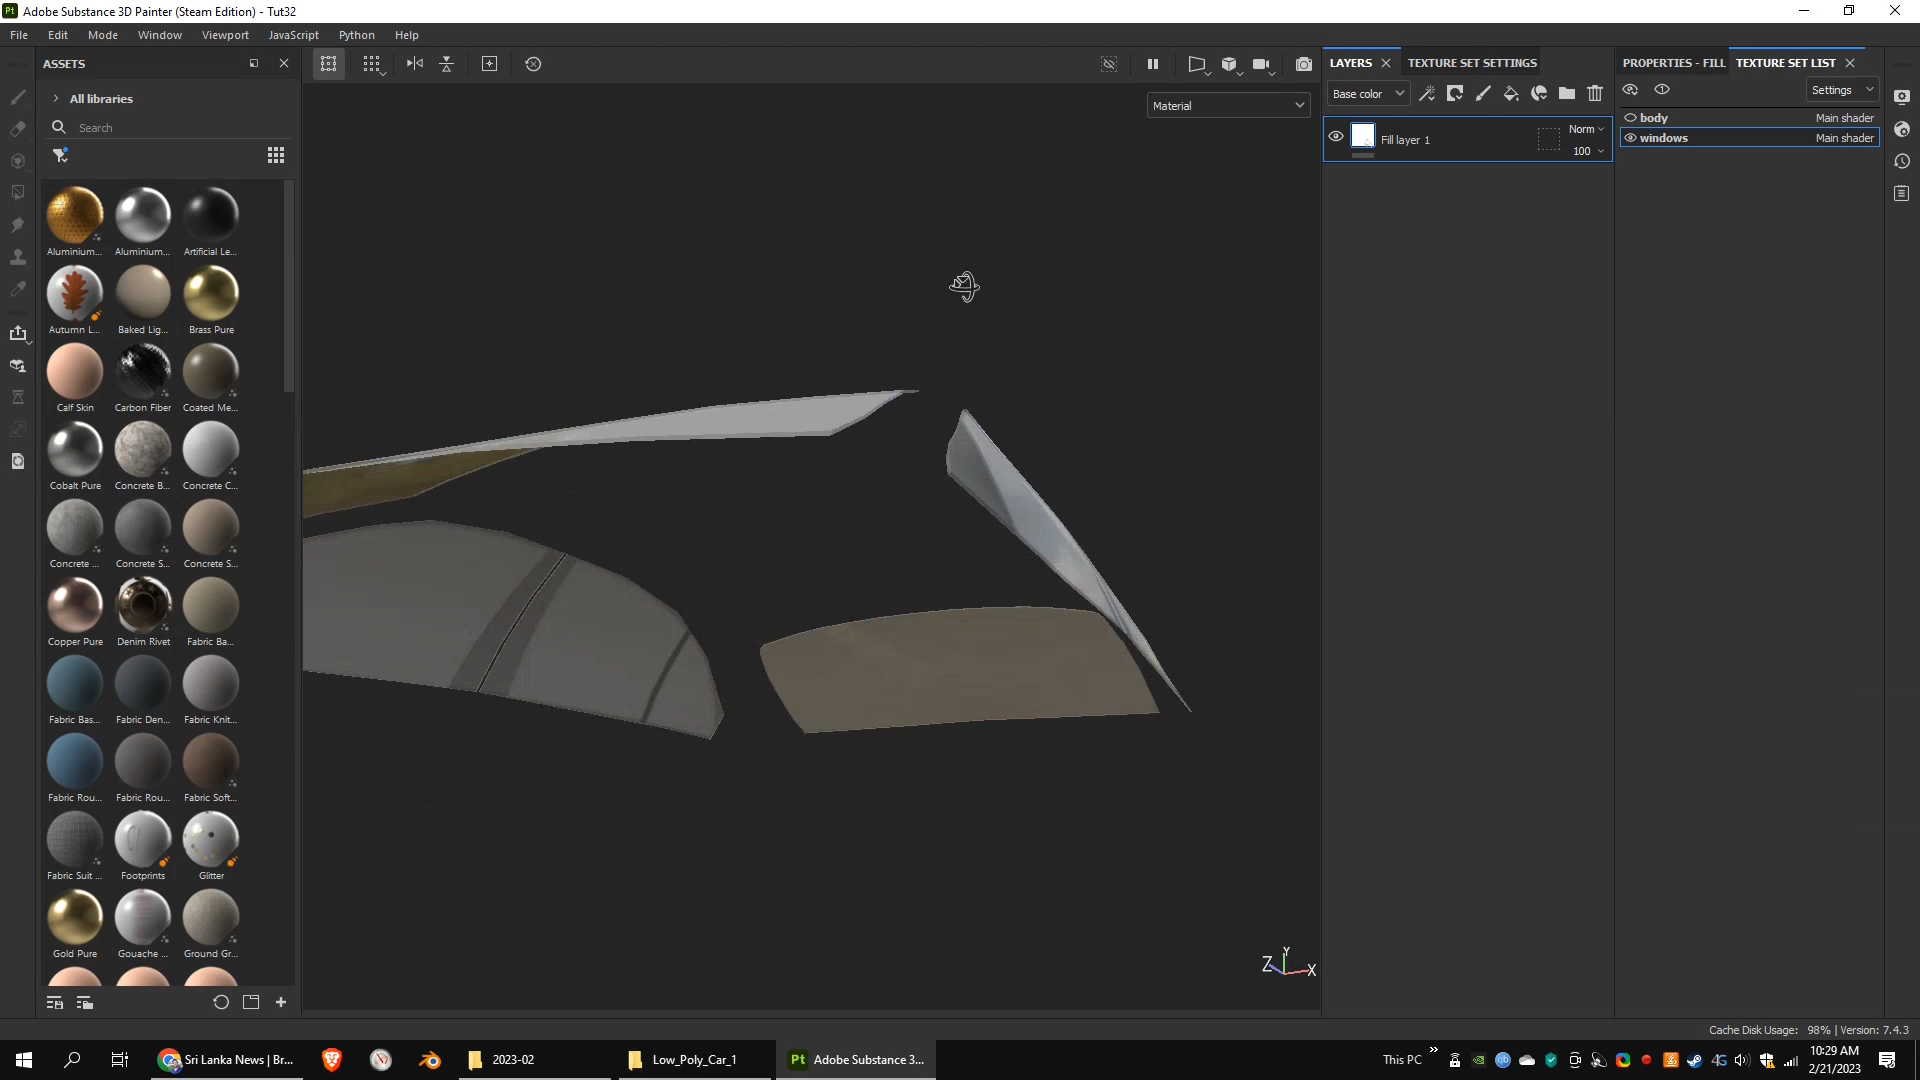 Pt Adobe Substance 3D Painter (Steam Edition) - Tut32
File Edit Mode Window Viewport JavaScript Python Help
ASSETS
LAYERS TEXTURE SET SETTINGS
PROPERTIES - FILL TEXTURE SET LIST
All libraries
Search
Material
Base color
Settings
Fill layer 1
Norm
100
body Main shader
windows Main shader
Aluminium... Aluminium... Artificial Le...
Autumn L... Baked Lig... Brass Pure
Calf Skin Carbon Fiber Coated Me...
Cobalt Pure Concrete B... Concrete C...
Concrete ... Concrete S... Concrete S...
Copper Pure Denim Rivet Fabric Ba...
Fabric Bas... Fabric Den... Fabric Knit...
Fabric Rou... Fabric Rou... Fabric Soft...
Fabric Suit ... Footprints Glitter
Gold Pure Gouache ... Ground Gr...
Y
Z
X
Cache Disk Usage: 98% | Version: 7.4.3
Sri Lanka News | Br...
2023-02
Low_Poly_Car_1
Pt Adobe Substance 3...
This PC
10:29 AM
2/21/2023